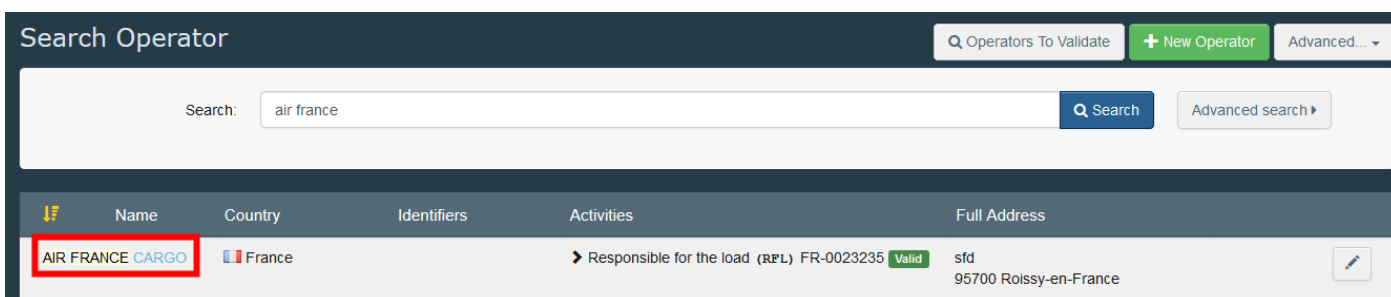 Search Operator
Operators To Validate
New Operator
Advanced...
Search:
air france
Search
Advanced search
Name Country Identifiers Activities Full Address
AIR FRANCE CARGO France Responsible for the load (RFL) FR-0023235 Valid sfd
95700 Roissy-en-France